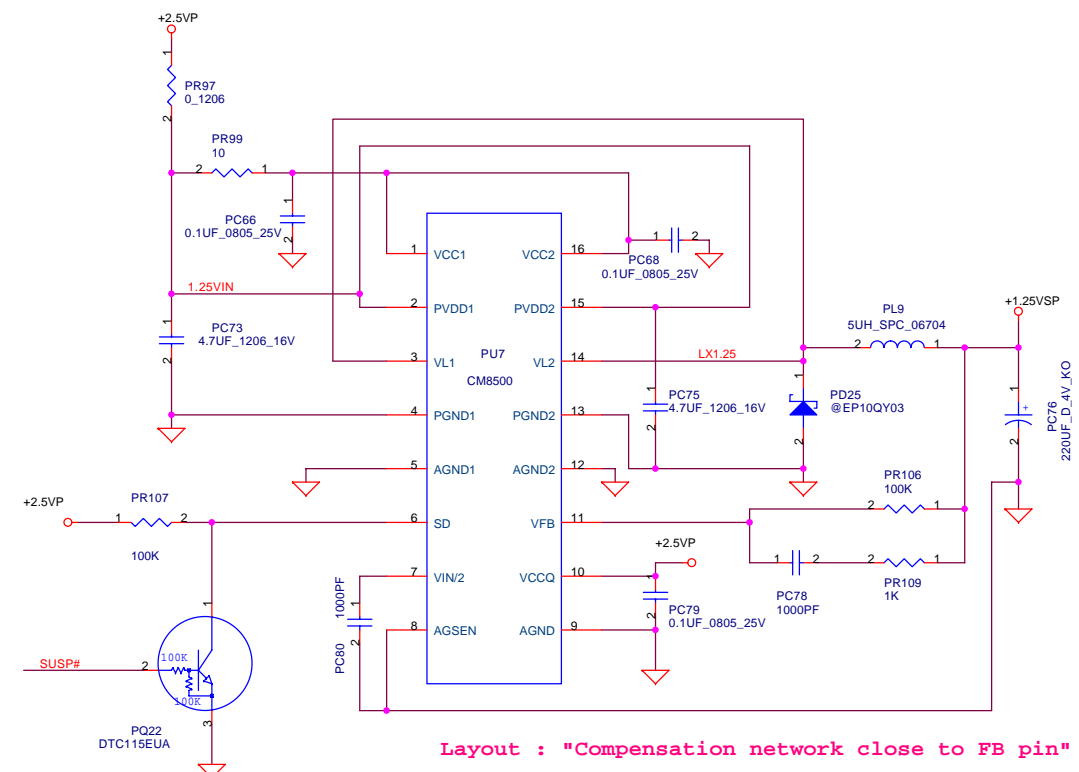 +2.5VP
1
PR97
0_1206
2
PR99
10
2 1
1
PC66
0.1UF_0805_25V
2
1 2
PC68
0.1UF_0805_25V
1.25VIN
1
PC73
4.7UF_1206_16V
2
1 VCC1 VCC2 16
2 PVDD1 PVDD2 15
3 VL1 VL2 14
4 PGND1 PGND2 13
5 AGND1 AGND2 12
6 SD VFB 11
7 VIN/2 VCCQ 10
8 AGSEN AGND 9
PU7
CM8500
LX1.25
1
PC75
4.7UF_1206_16V
2
1
PD25
@EP10QY03
2
PL9
5UH_SPC_06704
2 1
+1.25VSP
1
+
2
PC76
220UF_D_4V_KO
PR106
100K
2 1
1 2
PC78
1000PF
2 1
PR109
1K
+2.5VP
1
PC79
0.1UF_0805_25V
2
+2.5VP
PR107
1 2
100K
1000PF
1
2
PC80
SUSP#
1
2
3
100K
100K
PQ22
DTC115EUA
Layout : "Compensation network close to FB pin"